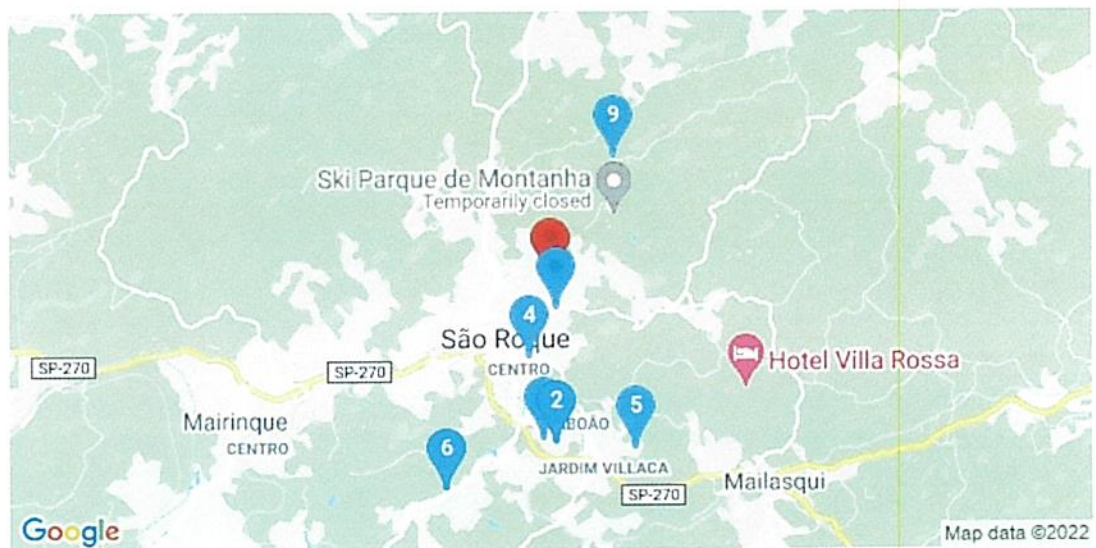 9
Ski Parque de Montanha
Temporarily closed
4
São Roque
CENTRO
SP-270
SP-270
Hotel Villa Rossa
Mairinque
CENTRO
2
5
6
JARDIM VILLACA
SP-270
Mailasqui
Google
Map data ©2022